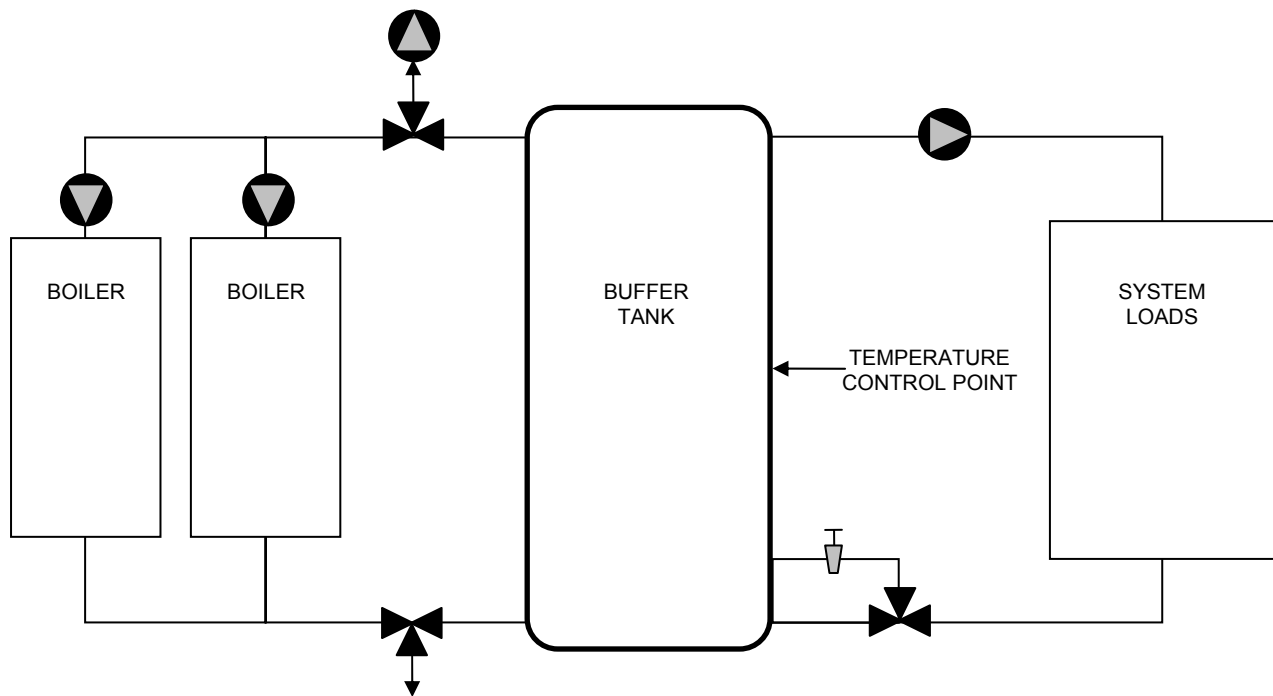 BOILER
BOILER
BUFFER
TANK
SYSTEM
LOADS
TEMPERATURE
CONTROL POINT